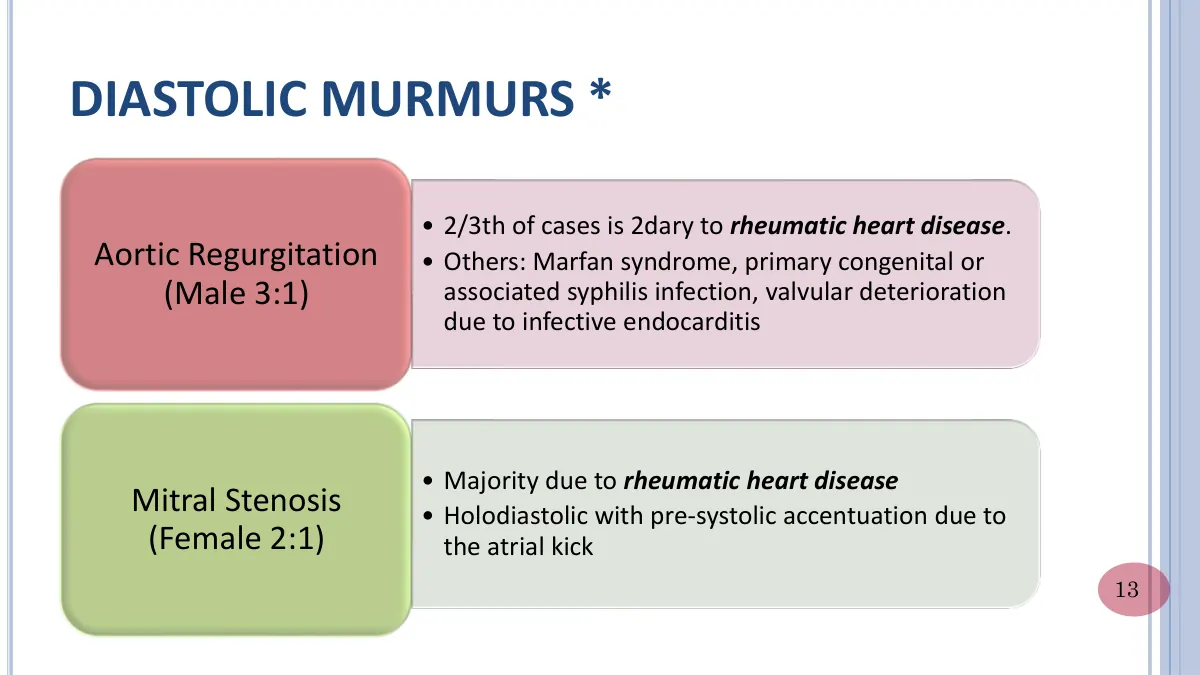 DIASTOLIC MURMURS *
Aortic Regurgitation
(Male 3:1)
• 2/3th of cases is 2dary to rheumatic heart disease.
• Others: Marfan syndrome, primary congenital or
associated syphilis infection, valvular deterioration
due to infective endocarditis
Mitral Stenosis
(Female 2:1)
• Majority due to rheumatic heart disease
• Holodiastolic with pre-systolic accentuation due to
the atrial kick
13